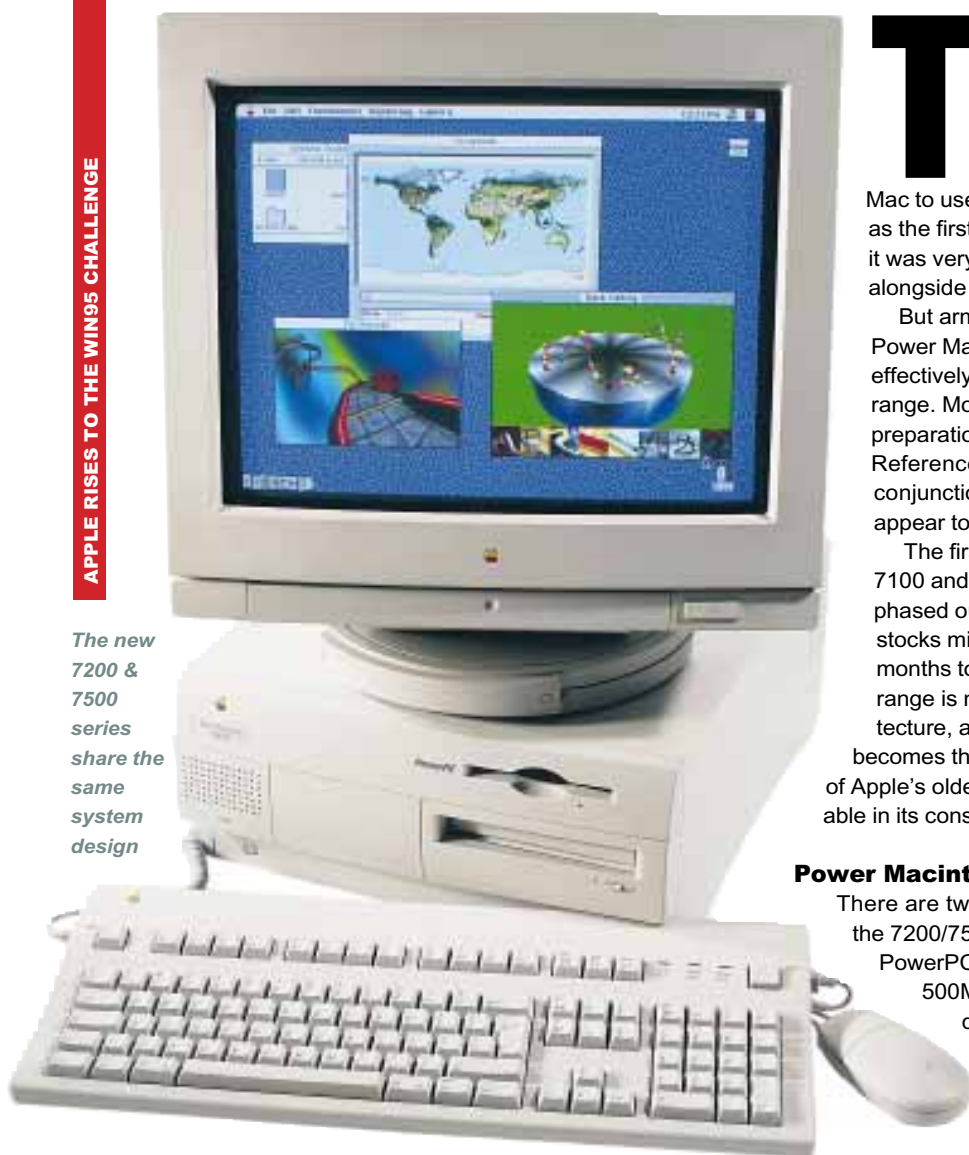 APPLE RISES TO THE WIN95 CHALLENGE
The new
7200 &
7500
series
share the
same
system
design
T
Mac to use
as the first
it was very
alongside
But arn
Power Ma
effectively
range. Mo
preparatio
Reference
conjunctio
appear to
The fir
7100 and
phased o
stocks mi
months to
range is r
tecture, a
becomes th
of Apple's olde
able in its cons
Power Macint
There are tw
the 7200/75
PowerPC
500M